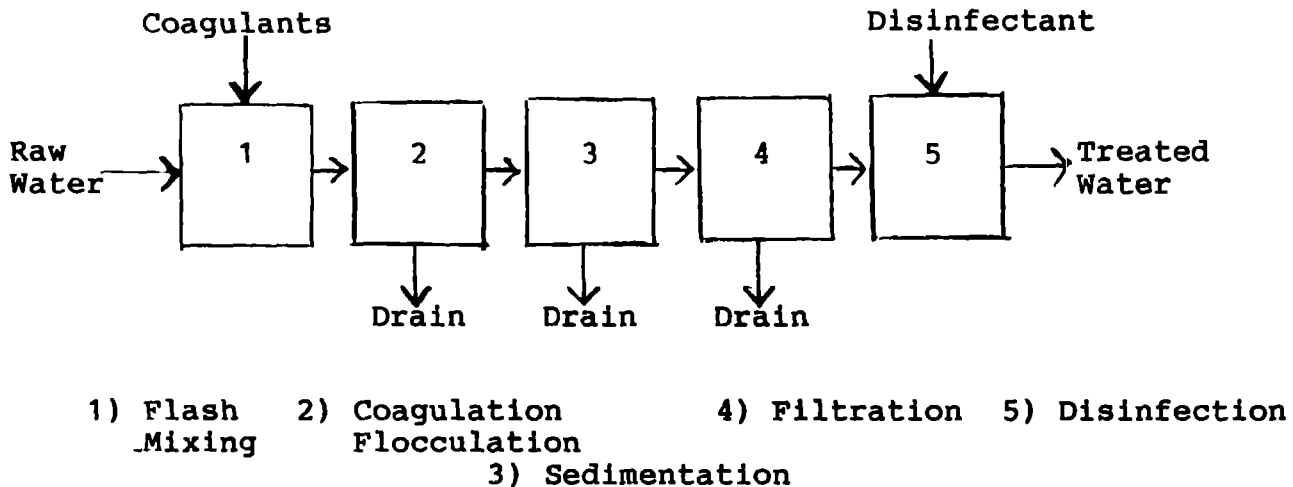 Coagulants Disinfectant
Raw
Water
1 2 3 4 5
Treated
Water
Drain Drain Drain
1) Flash 2) Coagulation 4) Filtration 5) Disinfection
Mixing Flocculation
3) Sedimentation